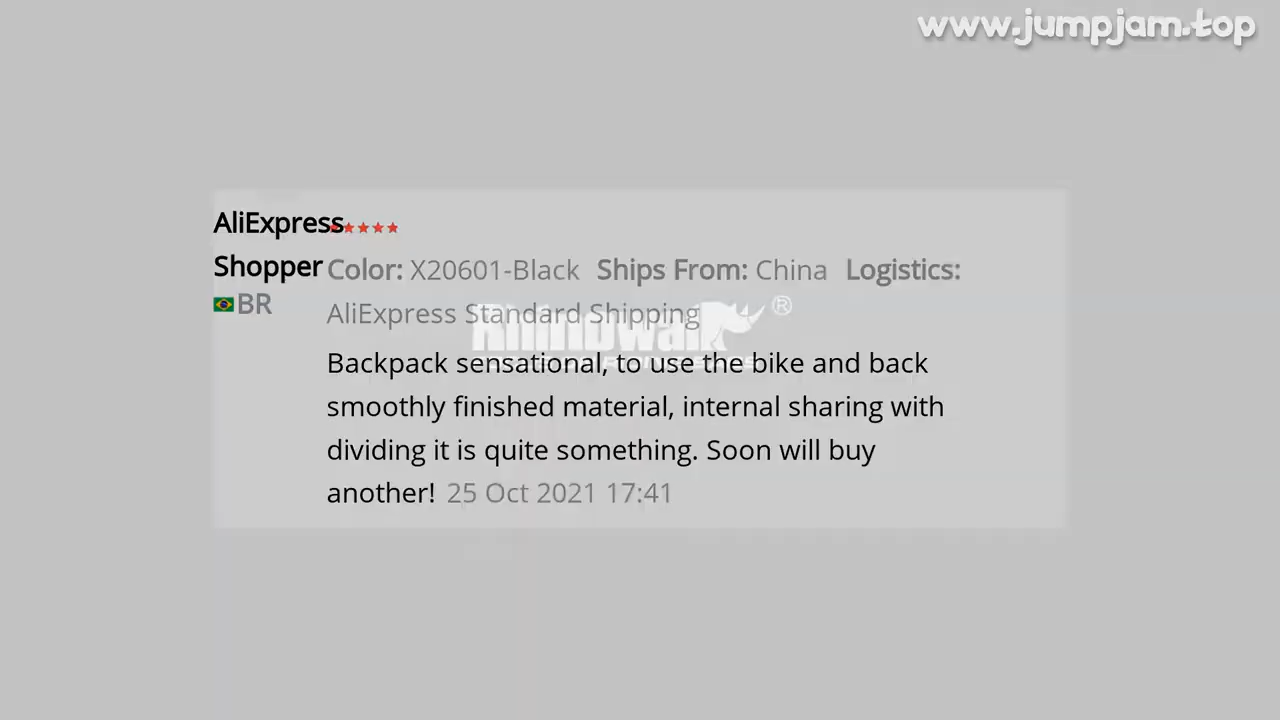 www.jumpjam.top
AliExpress
Shopper
BR
Color: X20601-Black Ships From: China Logistics:
AliExpress Standard Shipping
Rhinowalk ®
Backpack sensational, to use the bike and back
smoothly finished material, internal sharing with
dividing it is quite something. Soon will buy
another! 25 Oct 2021 17:41